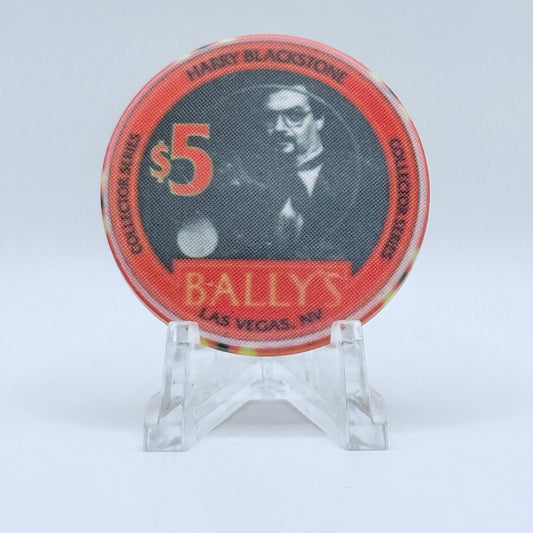 HARRY BLACKSTONE
COLLECTOR SERIES
COLLECTOR SERIES
$5
BALLY'S
LAS VEGAS, NV